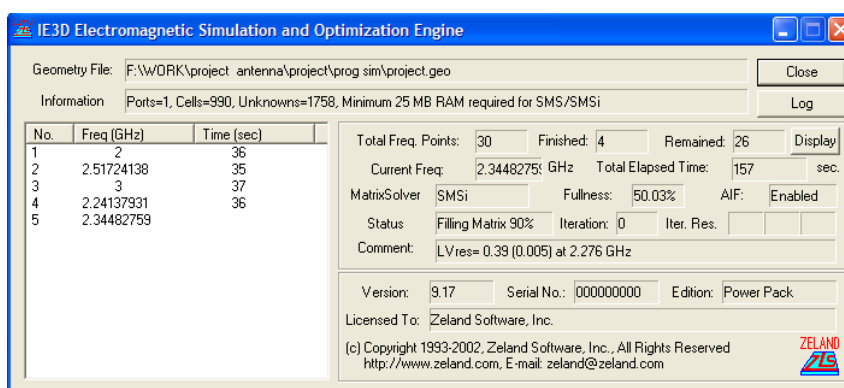 IE3D Electromagnetic Simulation and Optimization Engine
Geometry File: F:\WORK\project antenna\project\prog sim\project.geo Close
Information Ports=1, Cells=990, Unknowns=1758, Minimum 25 MB RAM required for SMS/SMSi Log
No. Freq (GHz) Time (sec)
1 2 36
2 2.51724138 35
3 3 37
4 2.24137931 36
5 2.34482759
Total Freq. Points: 30 Finished: 4 Remained: 26 Display
Current Freq: 2.34482759 GHz Total Elapsed Time: 157 sec.
MatrixSolver SMSi Fullness: 50.03% AIF: Enabled
Status Filling Matrix 90% Iteration: 0 Iter. Res.
Comment: LVres= 0.39 (0.005) at 2.276 GHz
Version: 9.17 Serial No.: 000000000 Edition: Power Pack
Licensed To: Zeland Software, Inc.
(c) Copyright 1993-2002, Zeland Software, Inc., All Rights Reserved
http://www.zeland.com, E-mail: zeland@zeland.com
ZELAND
ZLS